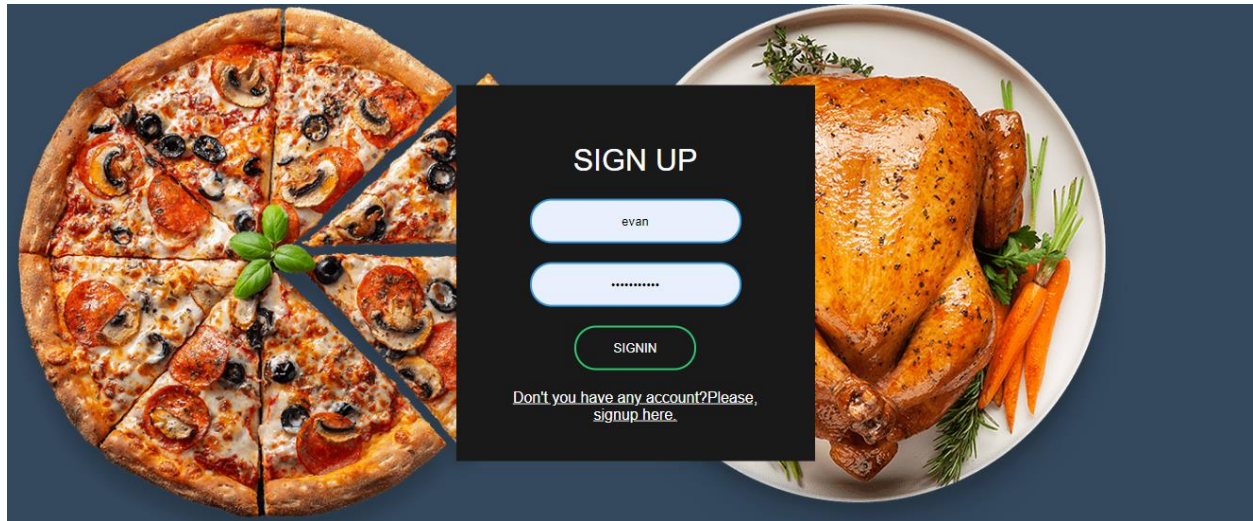 SIGN UP
evan
•••••••••••
SIGNIN
Don't you have any account?Please,
signup here.